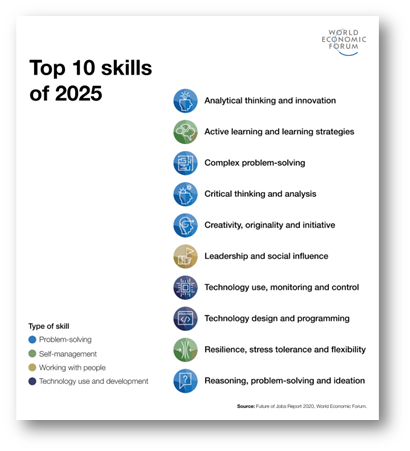 WORLD
ECONOMIC
FORUM
Top 10 skills
of 2025
Analytical thinking and innovation
Active learning and learning strategies
Complex problem-solving
Critical thinking and analysis
Creativity, originality and initiative
Leadership and social influence
Technology use, monitoring and control
Technology design and programming
Resilience, stress tolerance and flexibility
Reasoning, problem-solving and ideation
Type of skill
Problem-solving
Self-management
Working with people
Technology use and development
Source: Future of Jobs Report 2020, World Economic Forum.